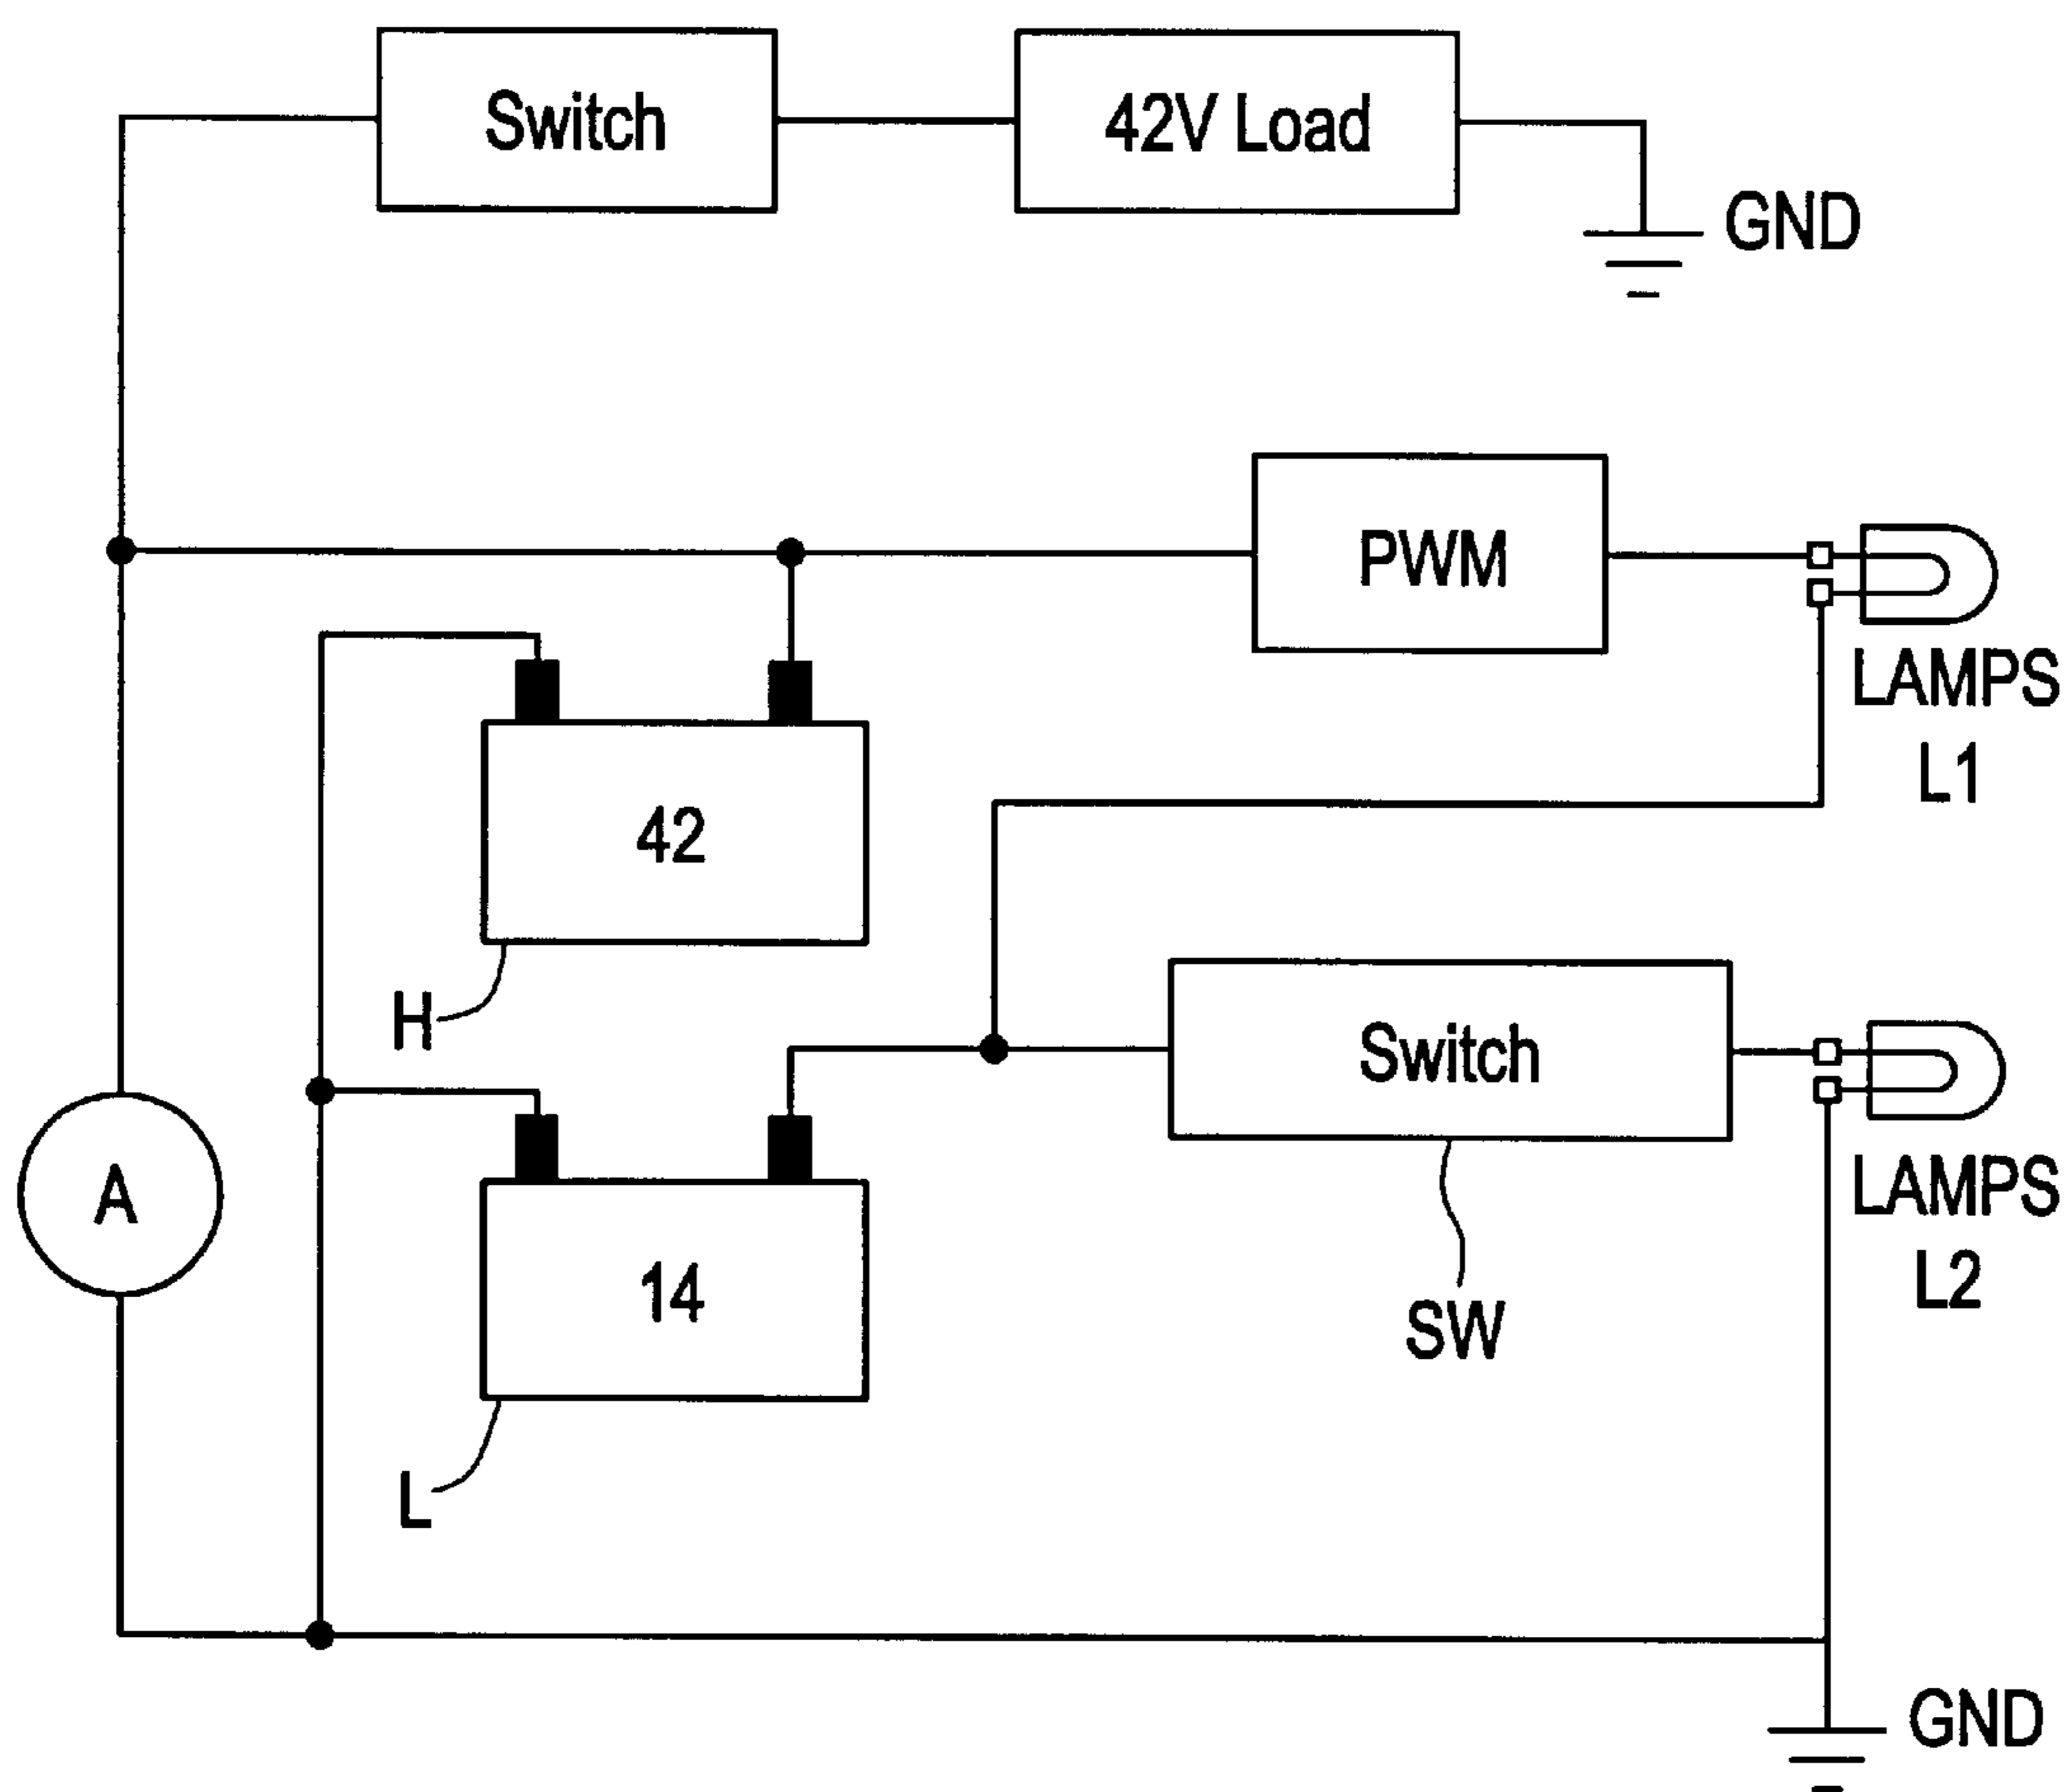 Switch
42V Load
GND
PWM
LAMPS
L1
42
H
Switch
LAMPS
L2
A
14
SW
L
GND